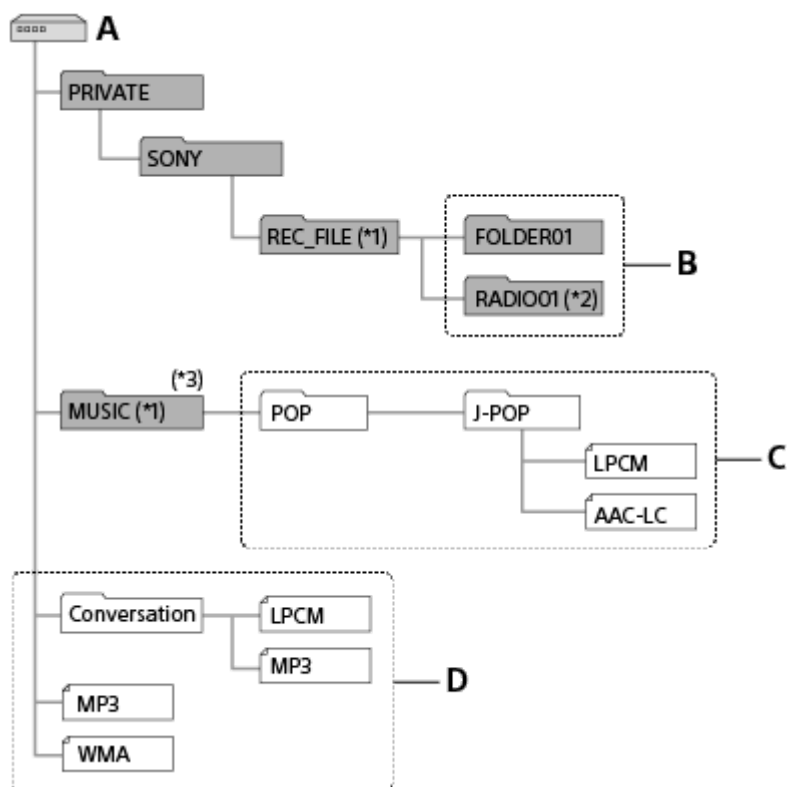 A
PRIVATE
SONY
REC_FILE (*1)
FOLDER01
RADIO01 (*2)
B
(*3)
MUSIC (*1)
POP
J-POP
LPCM
AAC-LC
C
Conversation
LPCM
MP3
D
MP3
WMA